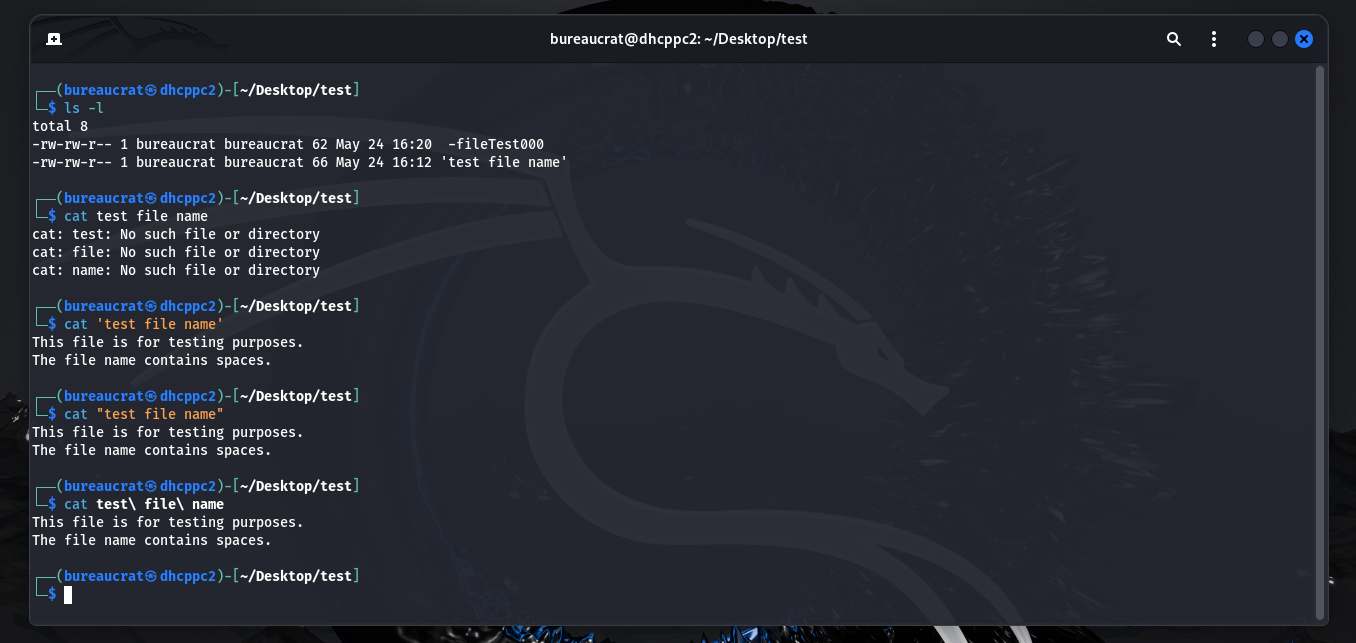 bureaucrat@dhcppc2: ~/Desktop/test
┌──(bureaucrat㉿dhcppc2)-[~/Desktop/test]
└─$ ls -l
total 8
-rw-rw-r-- 1 bureaucrat bureaucrat 62 May 24 16:20  -fileTest000
-rw-rw-r-- 1 bureaucrat bureaucrat 66 May 24 16:12 'test file name'
┌──(bureaucrat㉿dhcppc2)-[~/Desktop/test]
└─$ cat test file name
cat: test: No such file or directory
cat: file: No such file or directory
cat: name: No such file or directory
┌──(bureaucrat㉿dhcppc2)-[~/Desktop/test]
└─$ cat 'test file name'
This file is for testing purposes.
The file name contains spaces.
┌──(bureaucrat㉿dhcppc2)-[~/Desktop/test]
└─$ cat "test file name"
This file is for testing purposes.
The file name contains spaces.
┌──(bureaucrat㉿dhcppc2)-[~/Desktop/test]
└─$ cat test\ file\ name
This file is for testing purposes.
The file name contains spaces.
┌──(bureaucrat㉿dhcppc2)-[~/Desktop/test]
└─$